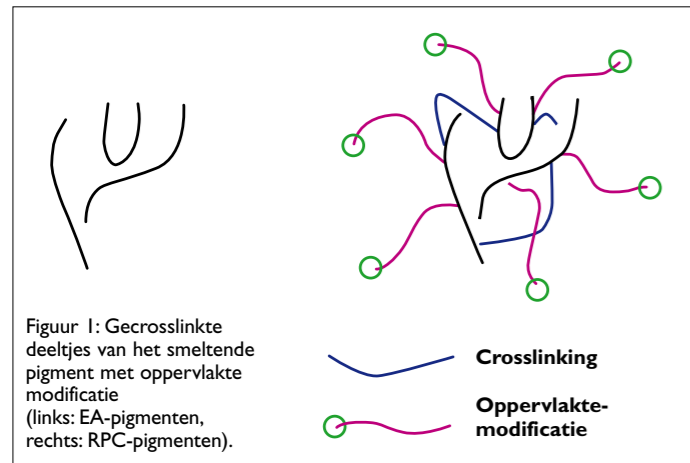 Figuur 1: Gecrosslinkte
deeltjes van het smeltende
pigment met oppervlakte
modificatie
(links: EA-pigmenten,
rechts: RPC-pigmenten).
Crosslinking
Oppervlakte-
modificatie